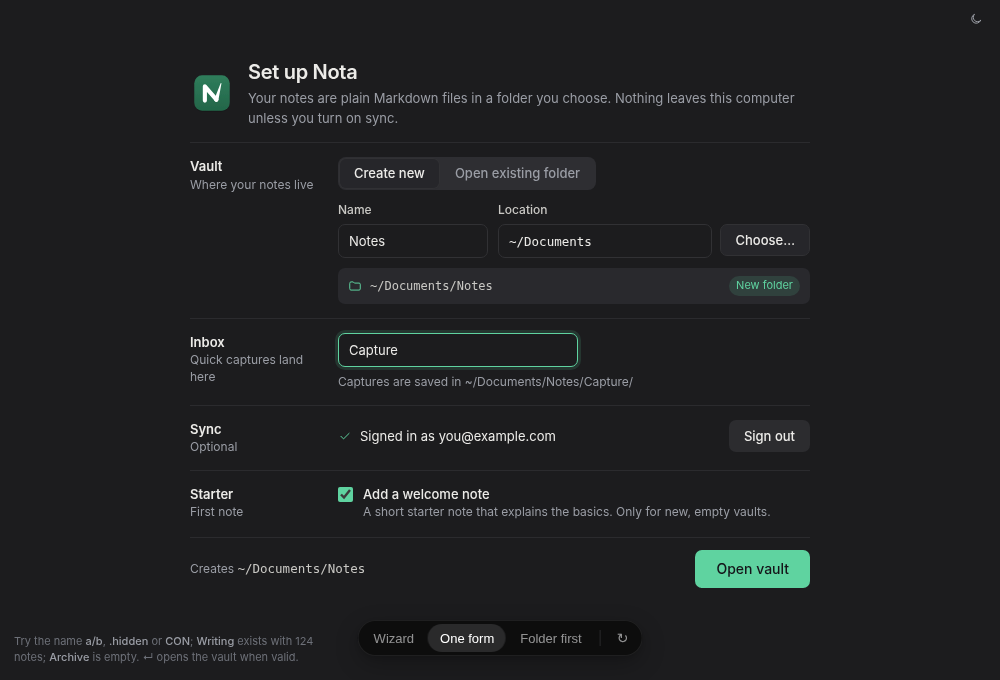 Set up Nota
Your notes are plain Markdown files in a folder you choose. Nothing leaves this computer
unless you turn on sync.
Vault
Where your notes live
Create new
Open existing folder
Name
Location
Notes
~/Documents
Choose...
~/Documents/Notes
New folder
Inbox
Quick captures land
here
Capture
Captures are saved in ~/Documents/Notes/Capture/
Sync
Optional
Signed in as you@example.com
Sign out
Starter
First note
Add a welcome note
A short starter note that explains the basics. Only for new, empty vaults.
Creates ~/Documents/Notes
Open vault
Try the name a/b, .hidden or CON; Writing exists with 124
notes; Archive is empty. ↵ opens the vault when valid.
Wizard
One form
Folder first
↻